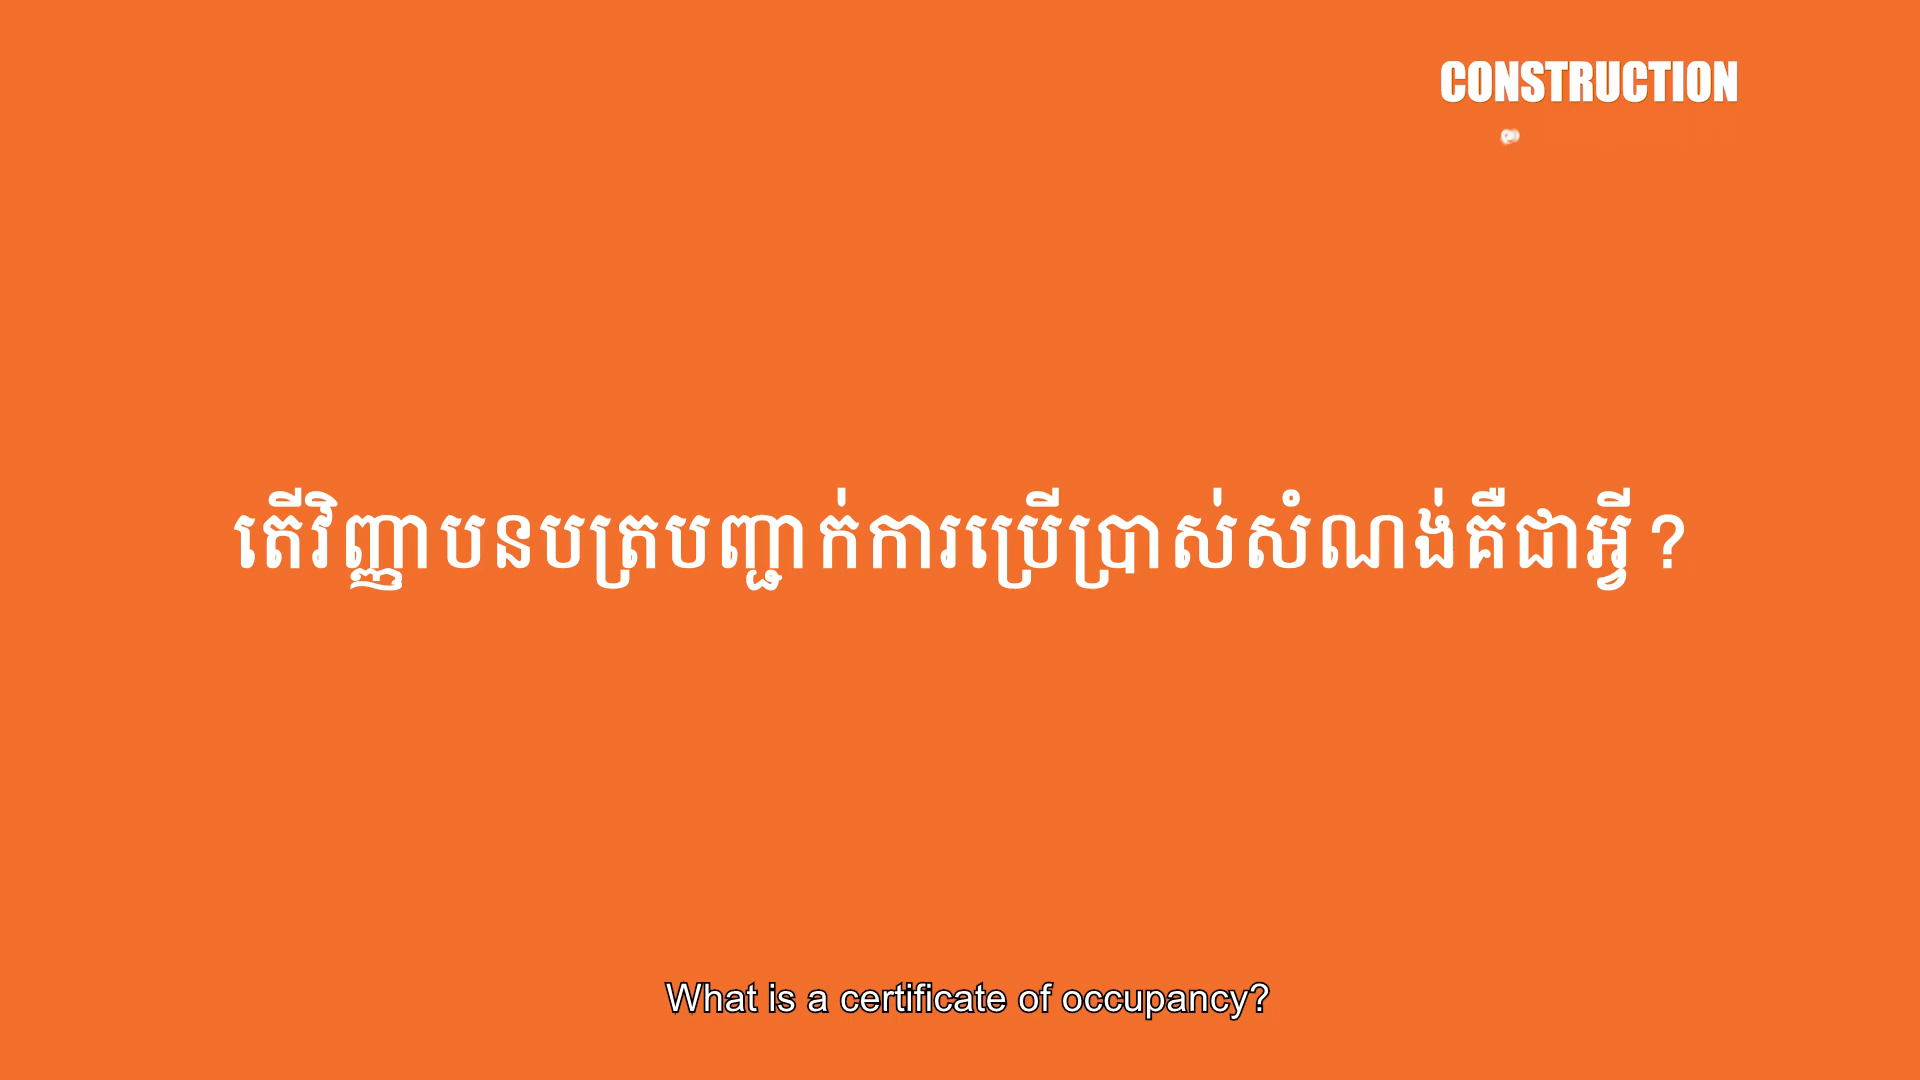 CONSTRUCTION
តើវិញ្ញាបនបត្របញ្ជាក់ការប្រើប្រាស់សំណង់គឺជាអ្វី?
What is a certificate of occupancy?